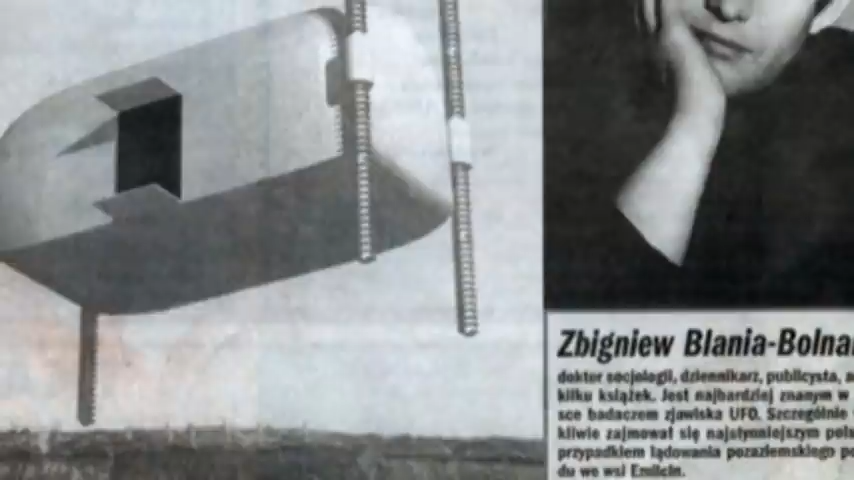 Zbigniew Blania-Bolna
doktor socjologii, dziennikarz, publicysta, a
kilku książek. Jest najbardziej znanym w
sce badaczem zjawiska UFO. Szczególnie
kliwie zajmował się najsłynniejszym pols
przypadkiem lądowania pozaziemskiego po
du we wsi Emilcin.